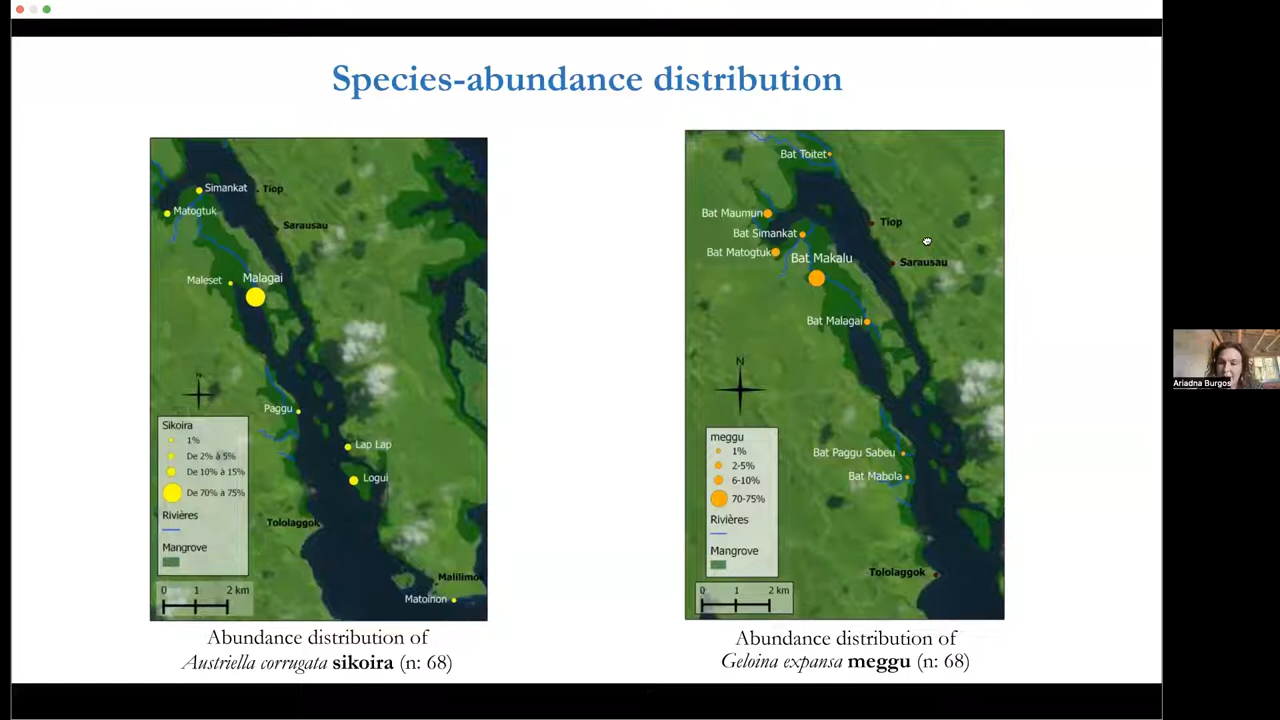 Species-abundance distribution
Simankat
Tiop
Matogtuk
Sarausau
Maleset
Malagai
Paggu
Lap Lap
Logui
Tololaggok
Malilimok
Matoinon
N
Sikoira
1%
De 2% à 5%
De 10% à 15%
De 70% à 75%
Rivières
Mangrove
0 1 2 km
Abundance distribution of
Austriella corrugata sikoira (n: 68)
Bat Toitet
Bat Maumun
Tiop
Bat Simankat
Bat Matogtuk
Bat Makalu
Sarausau
Bat Malagai
N
Bat Paggu Sabeu
Bat Mabola
Tololaggok
meggu
1%
2-5%
6-10%
70-75%
Rivières
Mangrove
0 1 2 km
Abundance distribution of
Geloina expansa meggu (n: 68)
Ariadna Burgos